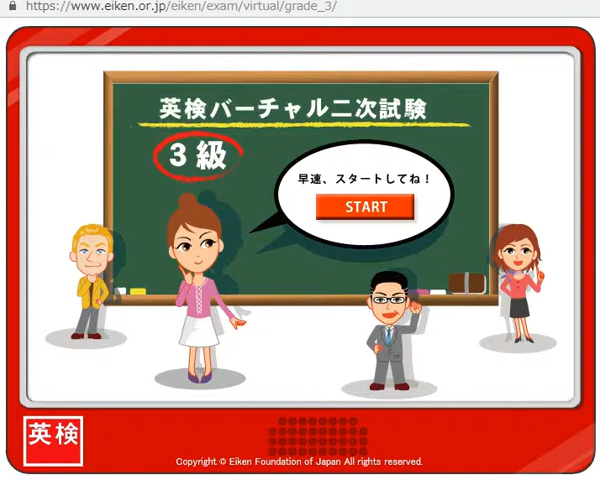 https://www.eiken.or.jp/eiken/exam/virtual/grade_3/
英検バーチャル二次試験
3級
早速、スタートしてね!
START
英検
Copyright © Eiken Foundation of Japan All rights reserved.